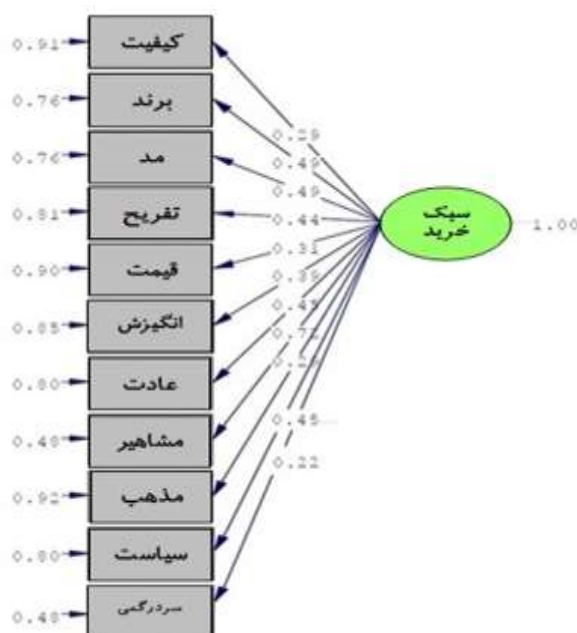 0.91 کیفیت
0.76 برند
0.76 مد
0.81 تفریح
0.90 قیمت
0.85 انگیزش
0.80 عادت
0.48 مشاهیر
0.92 مذهب
0.80 سیاست
0.48 سردرگمی
0.29
0.49
0.49
0.44
0.31
0.39
0.45
0.72
0.29
0.45
0.22
سبک
خرید
1.00